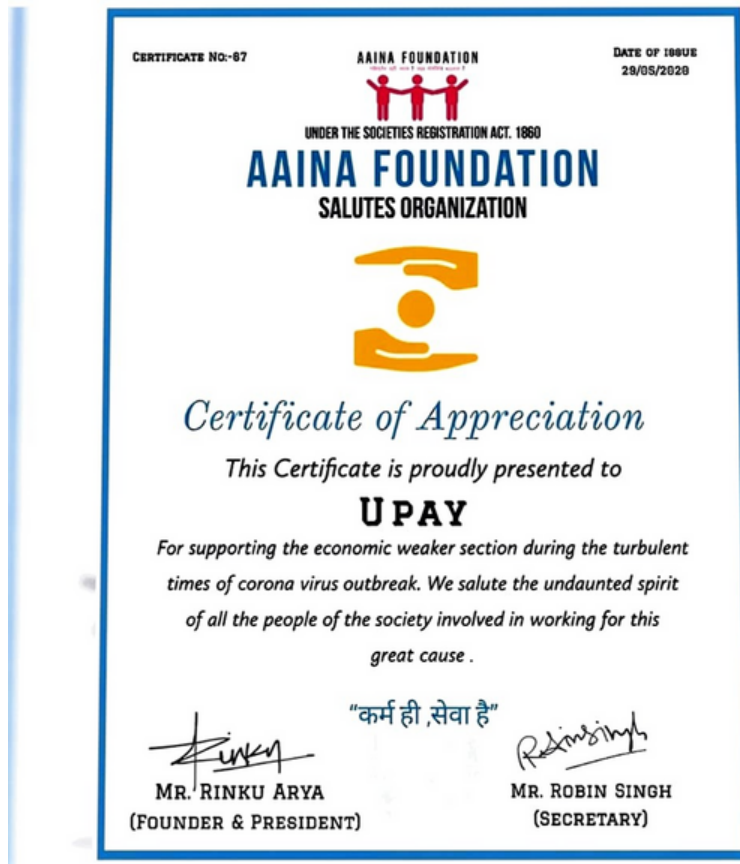 CERTIFICATE NO:-67
DATE OF ISSUE
29/05/2020
AAINA FOUNDATION
UNDER THE SOCIETIES REGISTRATION ACT. 1860
AAINA FOUNDATION
SALUTES ORGANIZATION
Certificate of Appreciation
This Certificate is proudly presented to
UPAY
For supporting the economic weaker section during the turbulent
times of corona virus outbreak. We salute the undaunted spirit
of all the people of the society involved in working for this
great cause .
“कर्म ही ,सेवा है”
Rinku
RobinSingh
MR. RINKU ARYA
MR. ROBIN SINGH
(FOUNDER & PRESIDENT)
(SECRETARY)